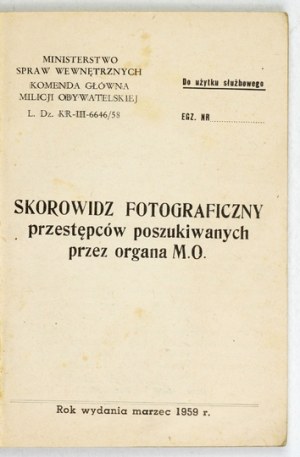 MINISTERSTWO
SPRAW WEWNĘTRZNYCH
KOMENDA GŁÓWNA
MILICJI OBYWATELSKIEJ
L. Dz. KR-III-6646/58
Do użytku służbowego
EGZ. NR
SKOROWIDZ FOTOGRAFICZNY
przestępców poszukiwanych
przez organa M.O.
Rok wydania marzec 1959 r.